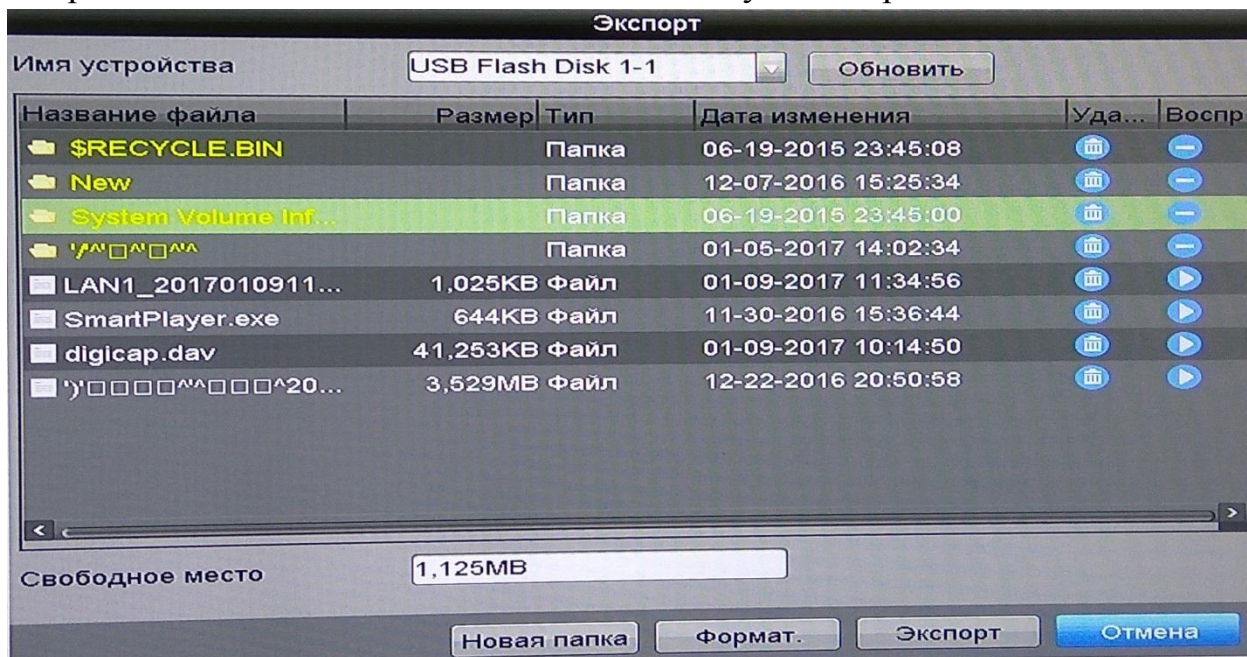 Экспорт
Имя устройства USB Flash Disk 1-1 Обновить
Название файла Размер Тип Дата изменения Уда... Воспр
$RECYCLE.BIN Папка 06-19-2015 23:45:08
New Папка 12-07-2016 15:25:34
System Volume Inf... Папка 06-19-2015 23:45:00
Папка 01-05-2017 14:02:34
LAN1_2017010911... 1,025KB Файл 01-09-2017 11:34:56
SmartPlayer.exe 644KB Файл 11-30-2016 15:36:44
digicap.dav 41,253KB Файл 01-09-2017 10:14:50
20... 3,529MB Файл 12-22-2016 20:50:58
Свободное место 1,125MB
Новая папка Формат. Экспорт Отмена